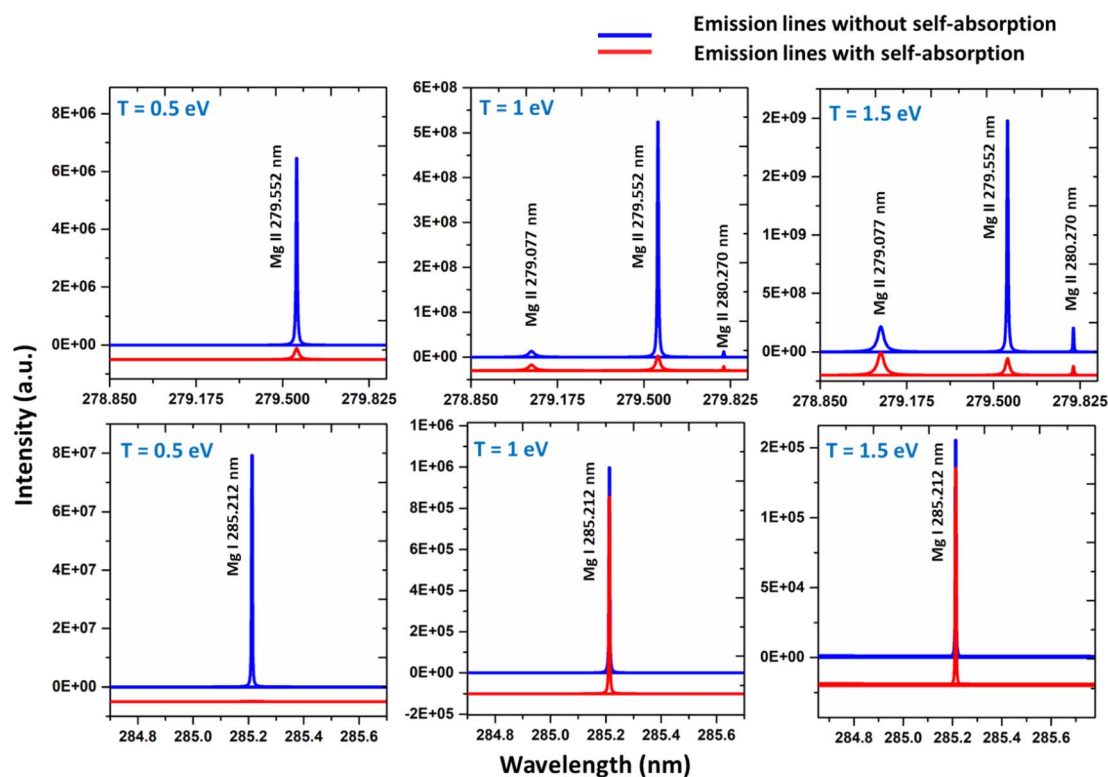 Emission lines without self-absorption
Emission lines with self-absorption
Intensity (a.u.)
T = 0.5 eV
8E+06
6E+06
4E+06
2E+06
0E+00
Mg II 279.552 nm
278.850 279.175 279.500 279.825
T = 1 eV
6E+08
5E+08
4E+08
3E+08
2E+08
1E+08
0E+00
Mg II 279.077 nm
Mg II 279.552 nm
Mg II 280.270 nm
278.850 279.175 279.500 279.825
T = 1.5 eV
2E+09
2E+09
1E+09
5E+08
0E+00
Mg II 279.077 nm
Mg II 279.552 nm
Mg II 280.270 nm
278.850 279.175 279.500 279.825
T = 0.5 eV
8E+07
6E+07
4E+07
2E+07
0E+00
Mg I 285.212 nm
284.8 285.0 285.2 285.4 285.6
T = 1 eV
1E+06
1E+06
8E+05
6E+05
4E+05
2E+05
0E+00
-2E+05
Mg I 285.212 nm
284.8 285.0 285.2 285.4 285.6
T = 1.5 eV
2E+05
1E+05
5E+04
0E+00
Mg I 285.212 nm
284.8 285.0 285.2 285.4 285.6
Wavelength (nm)